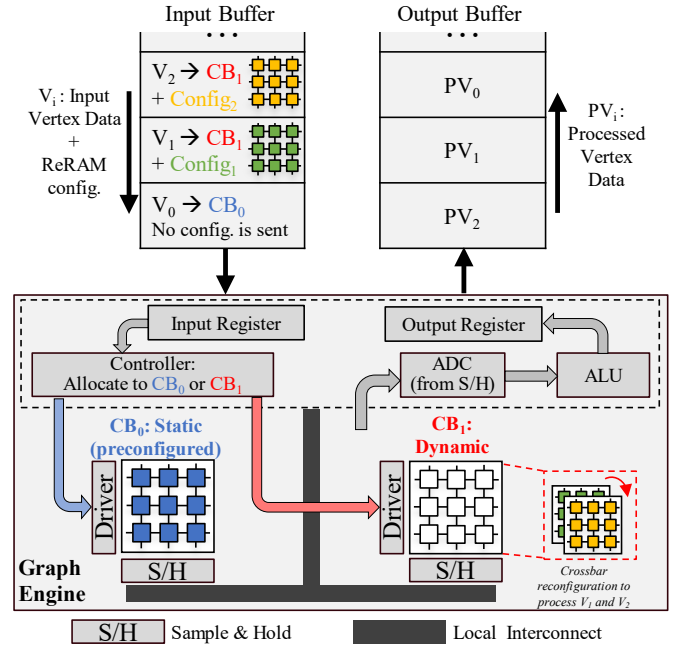 Input Buffer
Output Buffer
...
...
V₂ → CB₁
+ Config₂
V₁ → CB₁
+ Config₁
V₀ → CB₀
No config. is sent
Vᵢ : Input
Vertex Data
+
ReRAM
config.
PV₀
PV₁
PV₂
PVᵢ :
Processed
Vertex
Data
Input Register
Output Register
Controller:
Allocate to CB₀ or CB₁
ADC
(from S/H)
ALU
CB₀: Static
(preconfigured)
CB₁:
Dynamic
Driver
Driver
S/H
S/H
Crossbar
reconfiguration to
process V₁ and V₂
Graph
Engine
S/H
Sample & Hold
Local Interconnect